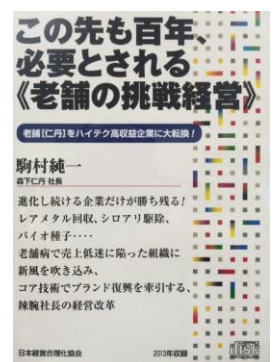 この先も百年、
必要とされる
《老舗の挑戦経営》
老舗【仁丹】をハイテク高収益企業に大転換！
駒村純一
森下仁丹 社長
進化し続ける企業だけが勝ち残る！
レアメタル回収、シロアリ駆除、
バイオ種子････
老舗病で売上低迷に陥った組織に
新風を吹き込み、
コア技術でブランド復興を牽引する、
辣腕社長の経営改革
日本経営合理化協会
2013年収録
disc